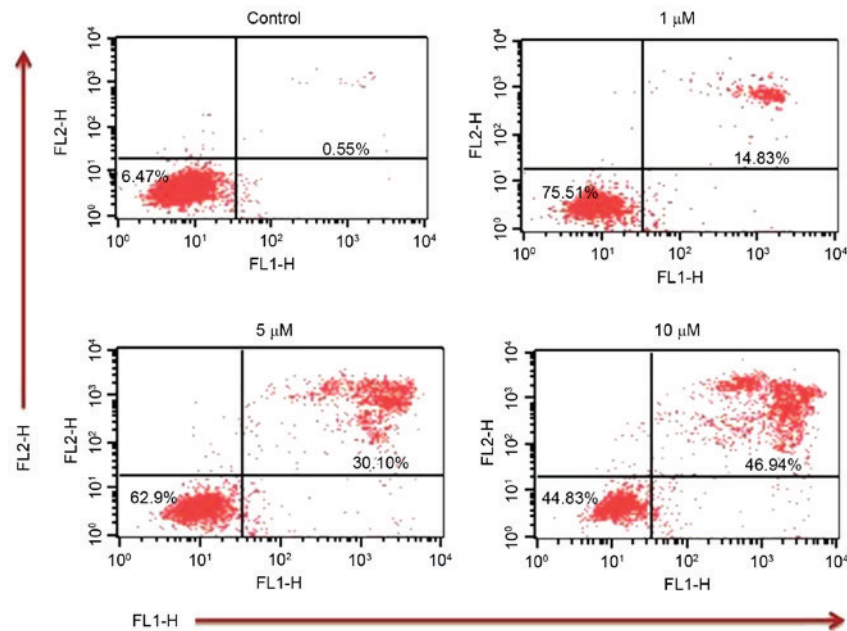 Control
1 μM
10⁴
10³
10²
10¹
10⁰
FL2-H
0.55%
6.47%
10⁰ 10¹ 10² 10³ 10⁴
FL1-H
10⁴
10³
10²
10¹
10⁰
FL2-H
14.83%
75.51%
10⁰ 10¹ 10² 10³ 10⁴
FL1-H
5 μM
10 μM
10⁴
10³
10²
10¹
10⁰
FL2-H
30.10%
62.9%
10⁰ 10¹ 10² 10³ 10⁴
FL1-H
10⁴
10³
10²
10¹
10⁰
FL2-H
46.94%
44.83%
10⁰ 10¹ 10² 10³ 10⁴
FL1-H
FL2-H
FL1-H